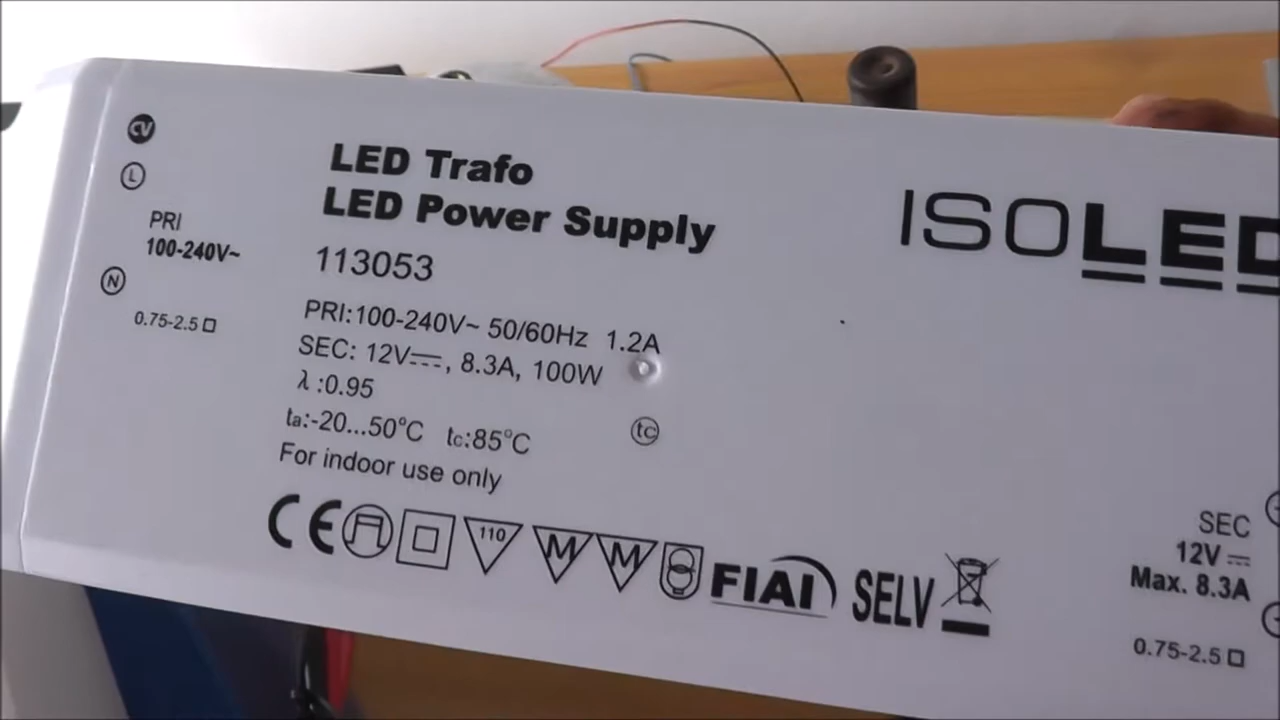 CV
L
PRI
100-240V~
N
0.75-2.5
LED Trafo
LED Power Supply
113053
PRI:100-240V~ 50/60Hz 1.2A
SEC: 12V⎓, 8.3A, 100W
λ:0.95
ta:-20...50°C tc:85°C
tc
For indoor use only
CE 110 M M FIAI SELV
ISOLED
SEC
12V⎓
Max. 8.3A
0.75-2.5